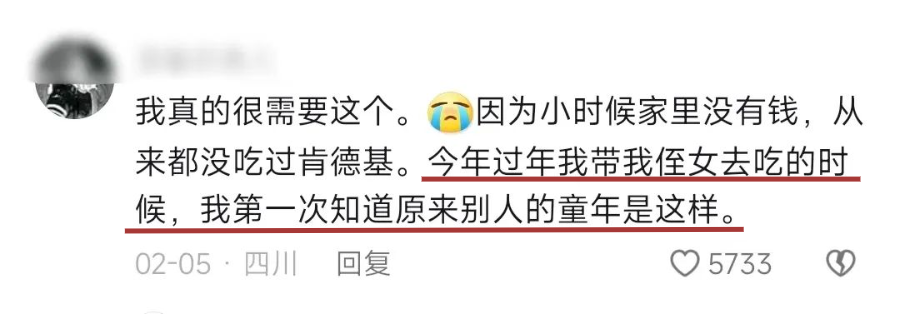 我真的很需要这个。😭因为小时候家里没有钱，从
来都没吃过肯德基。今年过年我带我侄女去吃的时
候，我第一次知道原来别人的童年是这样。
02-05 · 四川 回复 5733